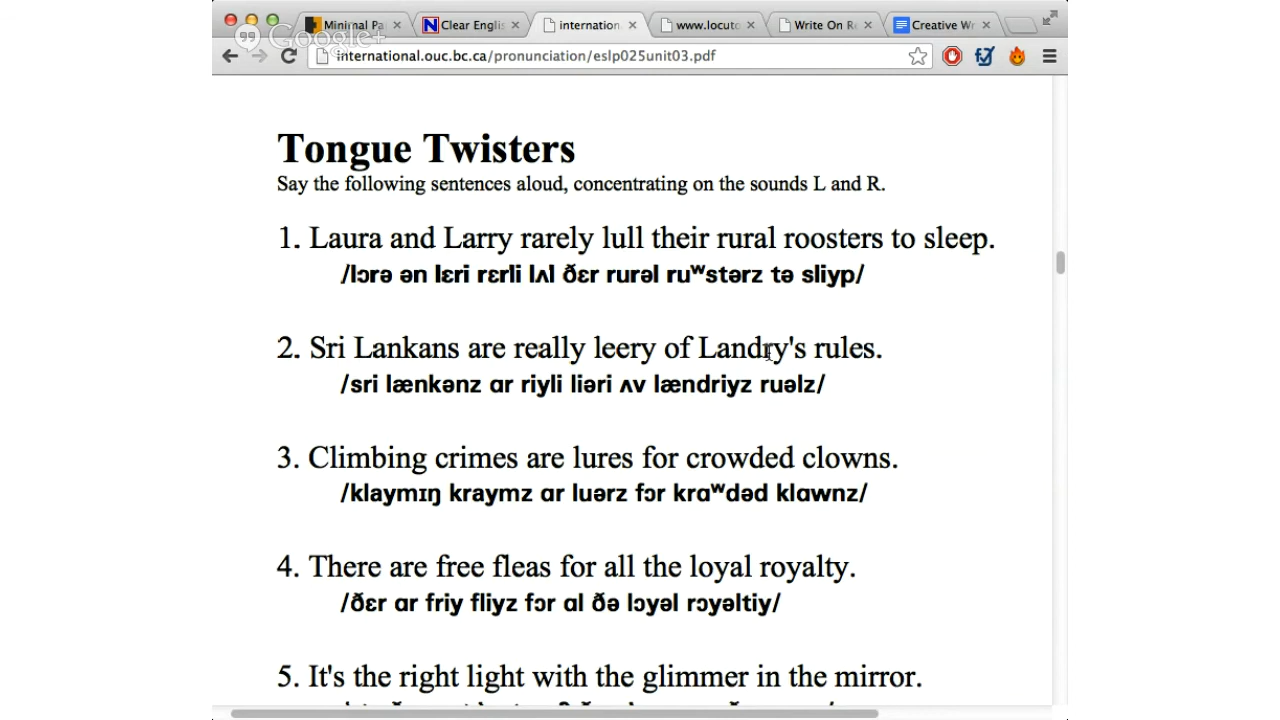 Minimal Pa
Clear Englis
internation
www.locuto
Write On Re
Creative Wr
Google+
international.ouc.bc.ca/pronunciation/eslp025unit03.pdf
Tongue Twisters
Say the following sentences aloud, concentrating on the sounds L and R.
1. Laura and Larry rarely lull their rural roosters to sleep.
/lɔrə ən lɛri rɛrli lʌl ðɛr rurəl ruʷstərz tə sliyp/
2. Sri Lankans are really leery of Landry's rules.
/sri lænkənz ɑr riyli liəri ʌv lændriyz ruəlz/
3. Climbing crimes are lures for crowded clowns.
/klaymɪŋ kraymz ɑr luərz fɔr krɑʷdəd klɑwnz/
4. There are free fleas for all the loyal royalty.
/ðɛr ɑr friy fliyz fɔr ɑl ðə lɔyəl rɔyəltiy/
5. It's the right light with the glimmer in the mirror.